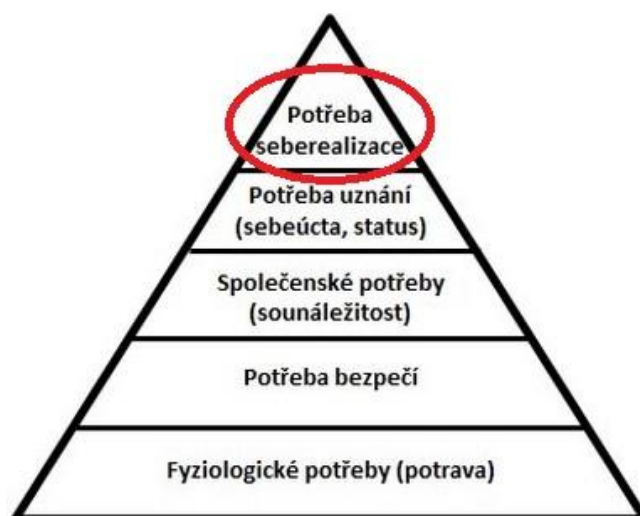 Potřeba
seberealizace
Potřeba uznání
(sebeúcta, status)
Společenské potřeby
(sounáležitost)
Potřeba bezpečí
Fyziologické potřeby (potrava)